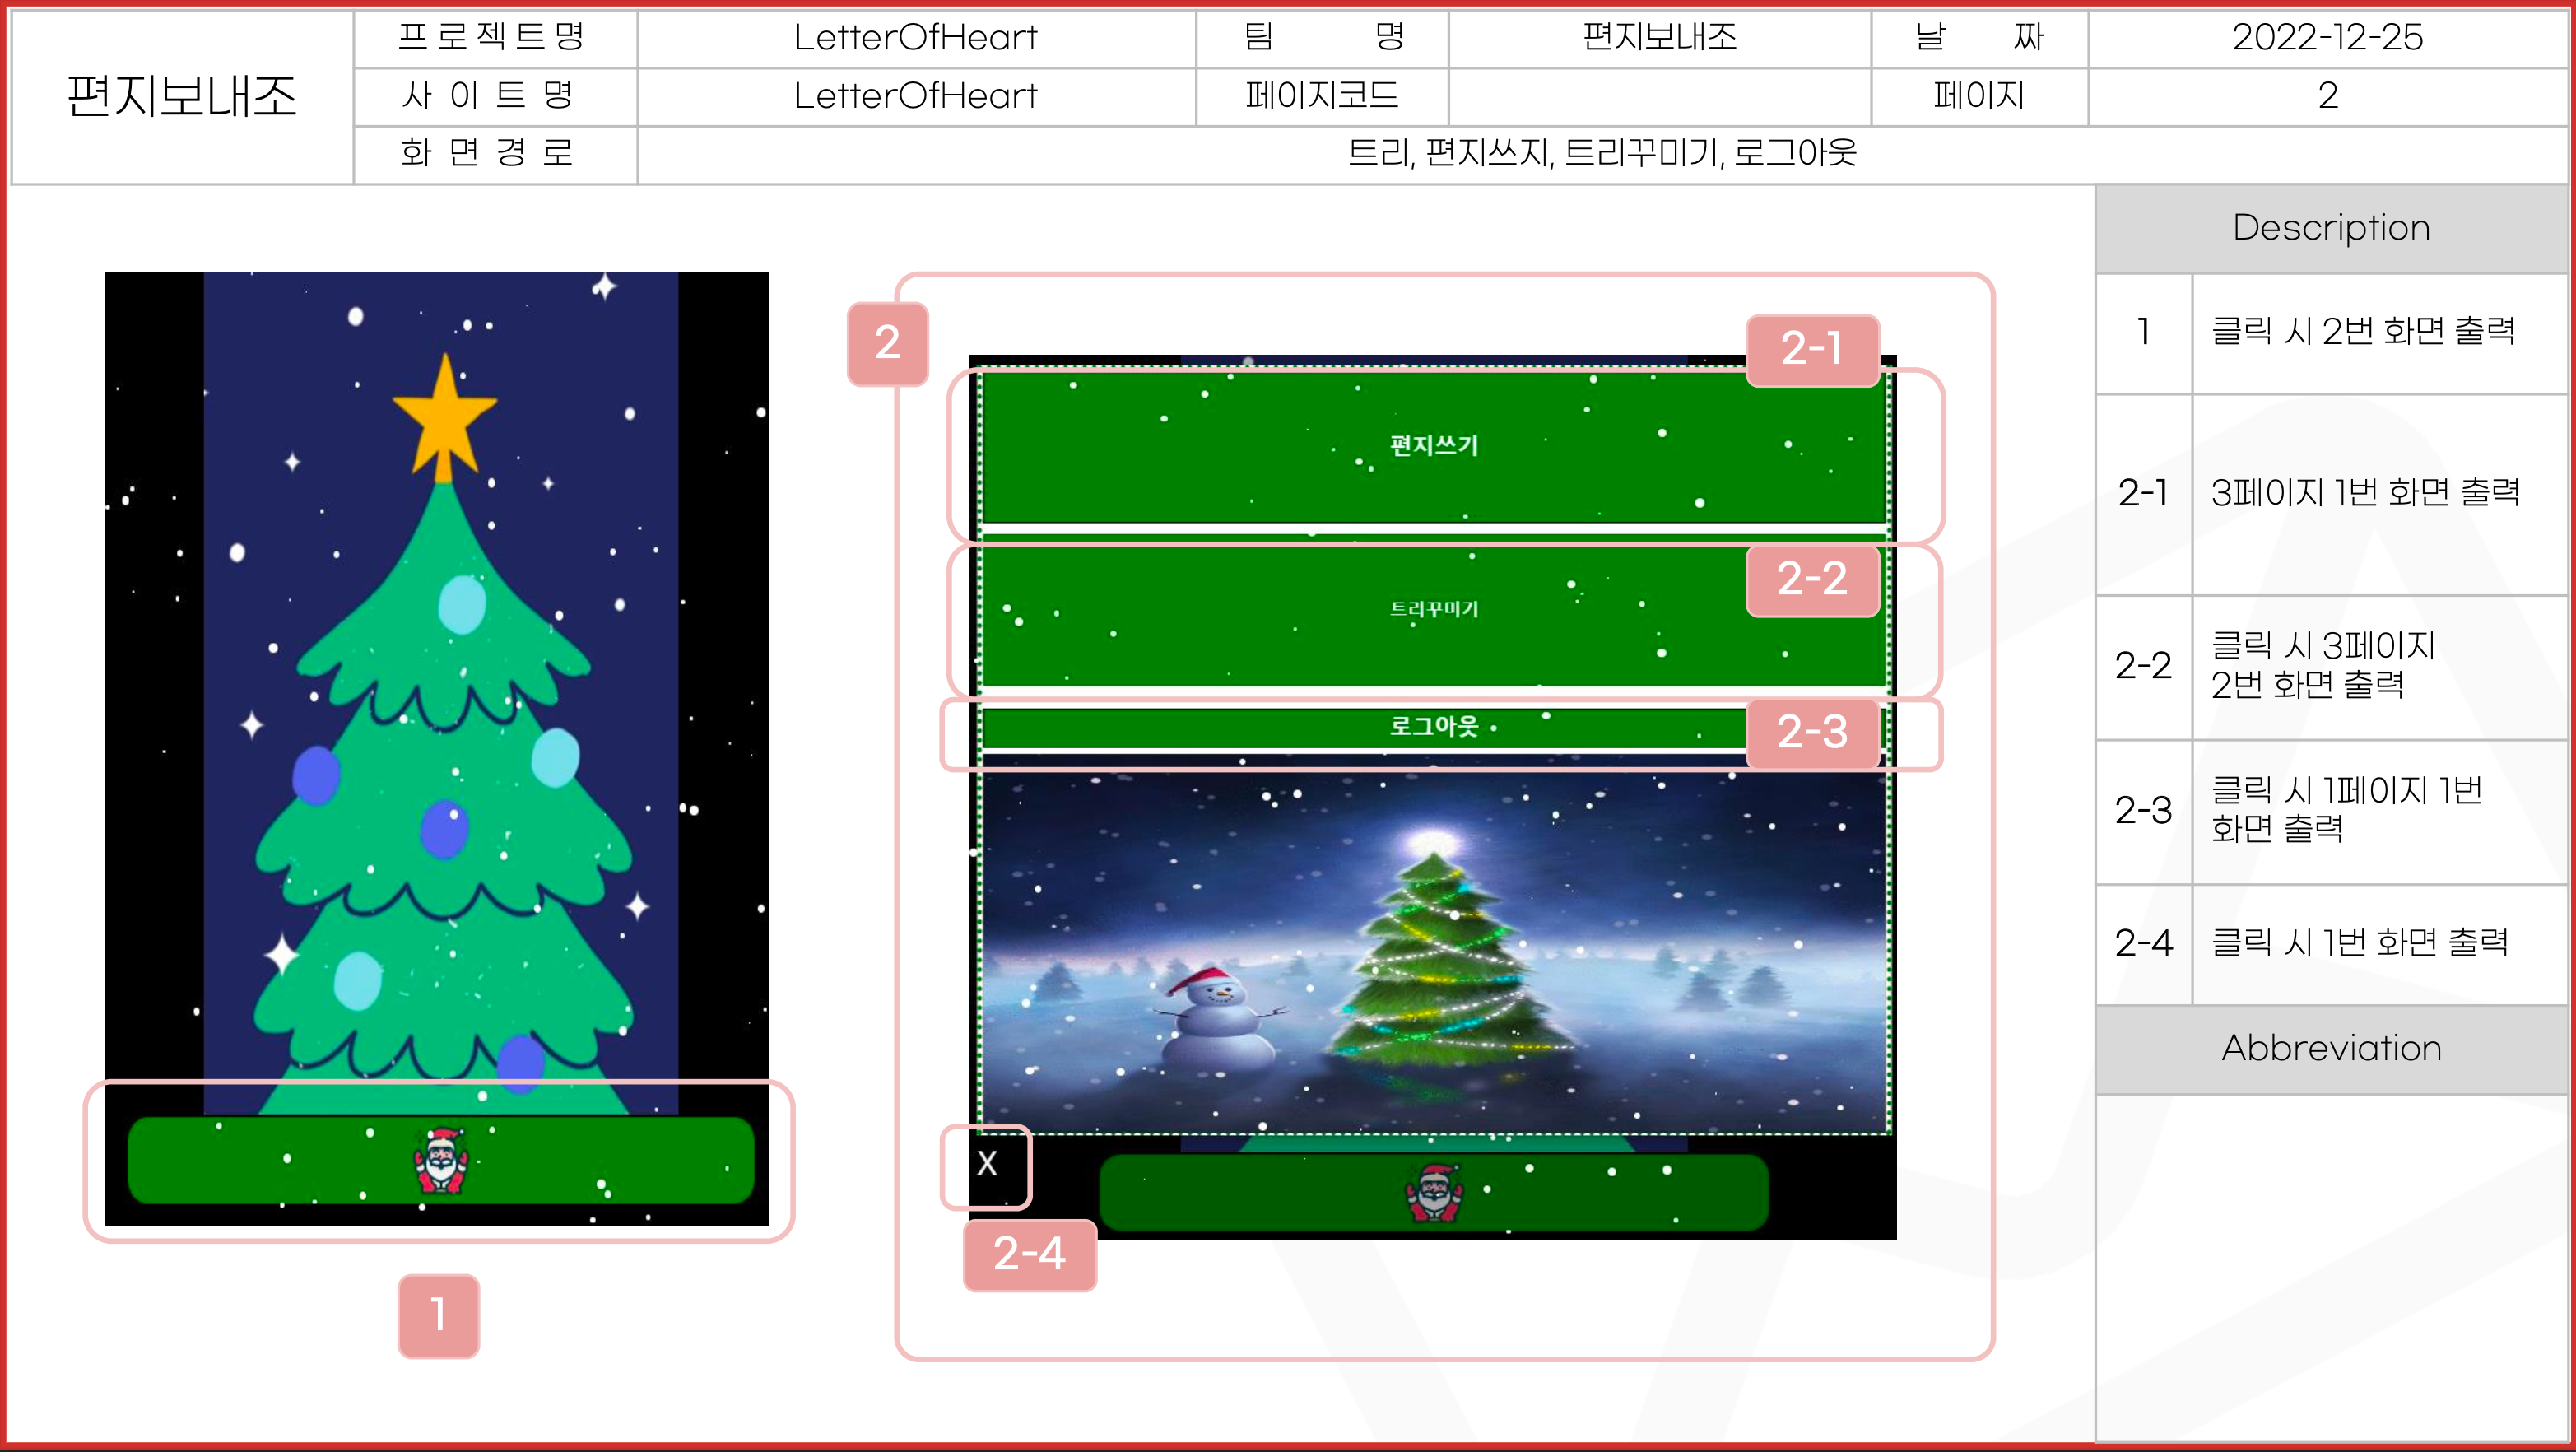 편지보내조
프로젝트명
LetterOfHeart
팀 명
편지보내조
날 짜
2022-12-25
사이트명
LetterOfHeart
페이지코드
페이지
2
화면경로
트리, 편지쓰지, 트리꾸미기, 로그아웃
1
2
2-1
편지쓰기
2-2
트리꾸미기
2-3
로그아웃
X
2-4
Description
1
클릭 시 2번 화면 출력
2-1
3페이지 1번 화면 출력
2-2
클릭 시 3페이지
2번 화면 출력
2-3
클릭 시 1페이지 1번
화면 출력
2-4
클릭 시 1번 화면 출력
Abbreviation